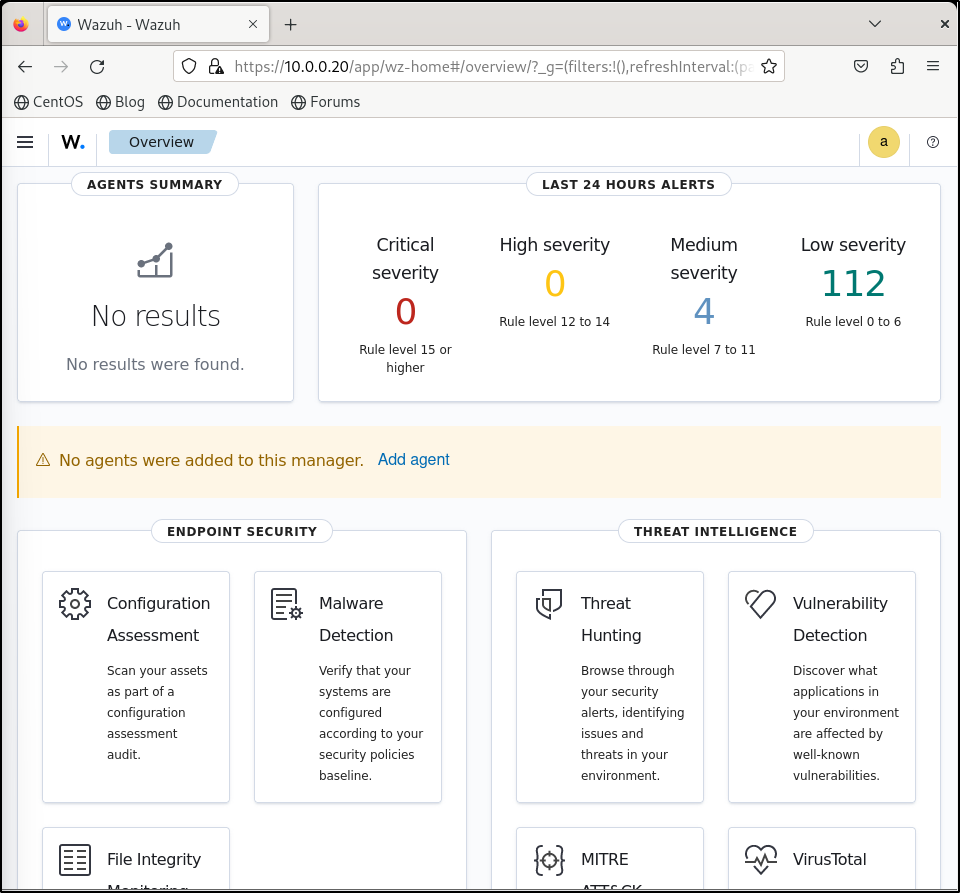 Wazuh - Wazuh
https://10.0.0.20/app/wz-home#/overview/?_g=(filters:!(),refreshInterval:(pa
CentOS Blog Documentation Forums
W. Overview a
AGENTS SUMMARY
No results
No results were found.
LAST 24 HOURS ALERTS
Critical
severity
0
Rule level 15 or
higher
High severity
0
Rule level 12 to 14
Medium
severity
4
Rule level 7 to 11
Low severity
112
Rule level 0 to 6
No agents were added to this manager. Add agent
ENDPOINT SECURITY
Configuration
Assessment
Scan your assets
as part of a
configuration
assessment
audit.
Malware
Detection
Verify that your
systems are
configured
according to your
security policies
baseline.
File Integrity
Monitoring
THREAT INTELLIGENCE
Threat
Hunting
Browse through
your security
alerts, identifying
issues and
threats in your
environment.
Vulnerability
Detection
Discover what
applications in
your environment
are affected by
well-known
vulnerabilities.
MITRE
ATT&CK
VirusTotal